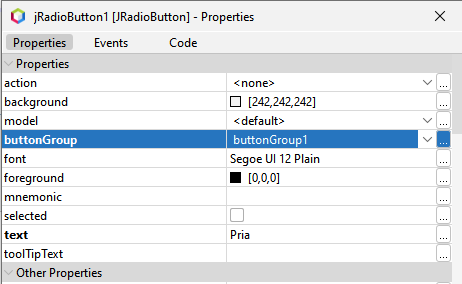 jRadioButton1 [JRadioButton] - Properties
Properties Events Code
Properties
action <none> ...
background [242,242,242] ...
model <default> ...
buttonGroup buttonGroup1 ...
font Segoe UI 12 Plain ...
foreground [0,0,0] ...
mnemonic ...
selected ...
text Pria ...
toolTipText ...
Other Properties